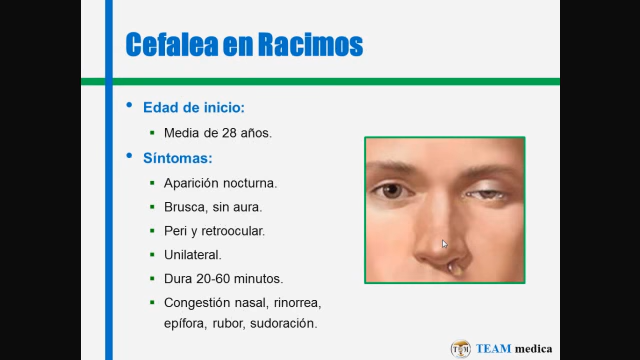 Cefalea en Racimos
Edad de inicio:
Media de 28 años.
Síntomas:
Aparición nocturna.
Brusca, sin aura.
Peri y retroocular.
Unilateral.
Dura 20-60 minutos.
Congestión nasal, rinorrea,
epífora, rubor, sudoración.
TEAM medica